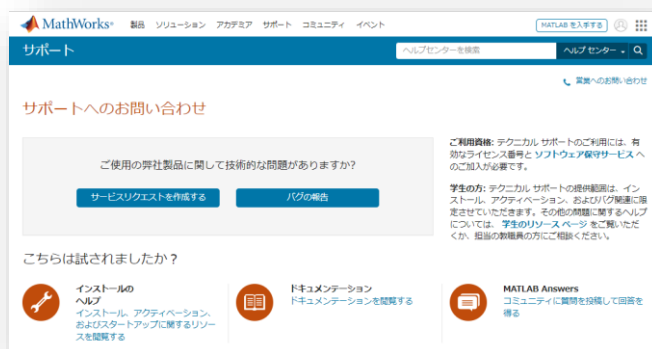 MathWorks®
製品 ソリューション アカデミア サポート コミュニティ イベント
MATLAB を入手する
サポート
ヘルプセンターを検索
ヘルプ センター
営業へのお問い合わせ
サポートへのお問い合わせ
ご使用の弊社製品に関して技術的な問題がありますか?
サービスリクエストを作成する
バグの報告
ご利用資格: テクニカル サポートのご利用には、有
効なライセンス番号と ソフトウェア保守サービス へ
のご加入が必要です。
学生の方: テクニカル サポートの提供範囲は、イン
ストール、アクティベーション、およびバグ関連に限
定させていただきます。その他の問題に関するヘルプ
については、 学生のリソース ページ をご覧いただ
くか、担当の教職員の方にご相談ください。
こちらは試されましたか？
インストールの
ヘルプ
インストール、アクティベーション、
およびスタートアップに関するリソー
スを閲覧する
ドキュメンテーション
ドキュメンテーションを閲覧する
MATLAB Answers
コミュニティに質問を投稿して回答を
得る